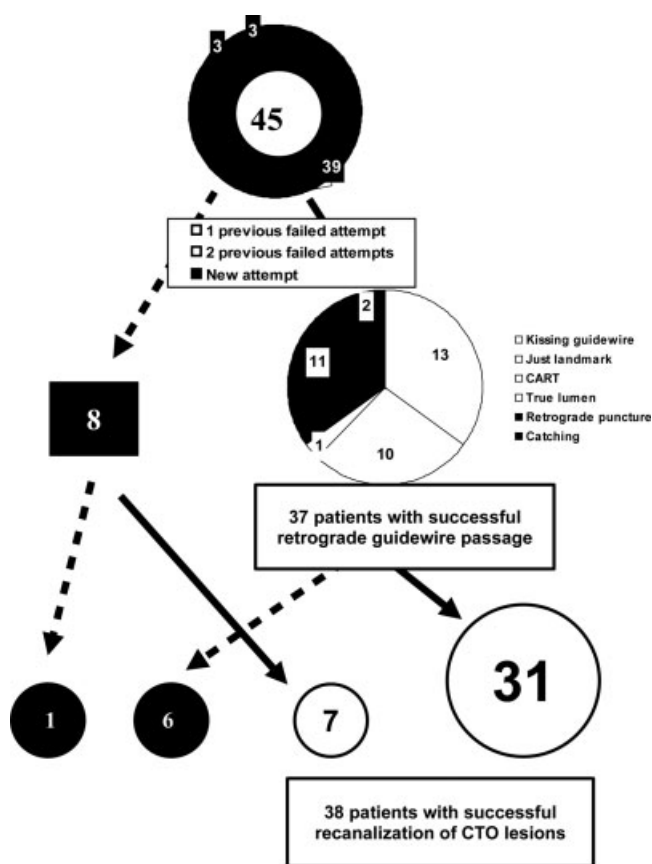 3
3
45
39
1 previous failed attempt
2 previous failed attempts
New attempt
2
13
11
1
10
Kissing guidewire
Just landmark
CART
True lumen
Retrograde puncture
Catching
8
37 patients with successful
retrograde guidewire passage
1
6
7
31
38 patients with successful
recanalization of CTO lesions